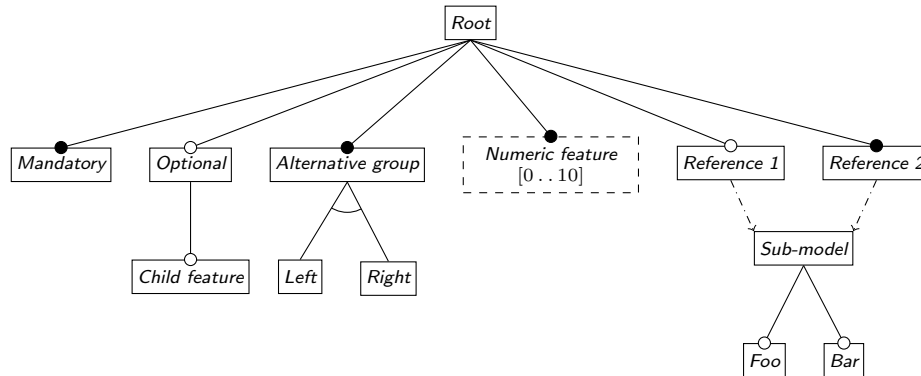 Root
Mandatory
Optional
Alternative group
Numeric feature
[0 . . 10]
Reference 1
Reference 2
Sub-model
Child feature
Left
Right
Foo
Bar